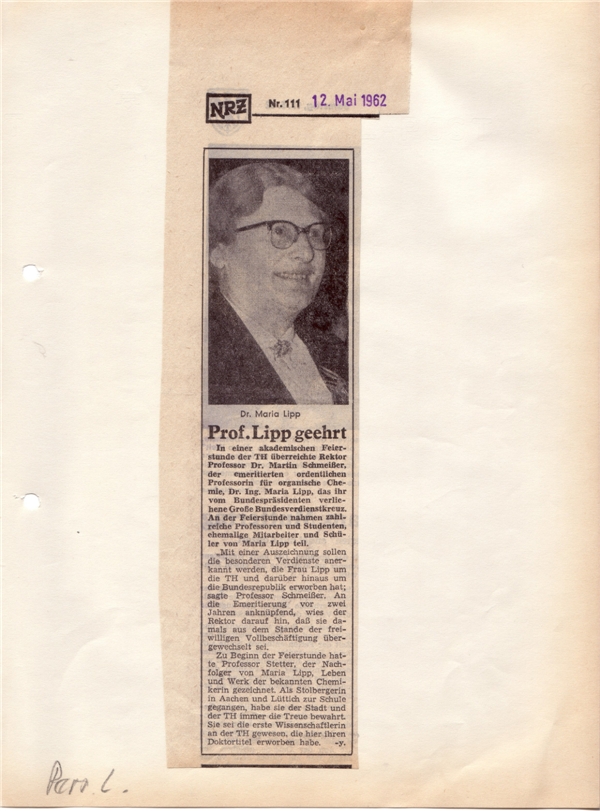 NRZ Nr. 111 12. Mai 1962
Dr. Maria Lipp
Prof. Lipp geehrt
In einer akademischen Feier-
stunde der TH überreichte Rektor
Professor Dr. Martin Schmeißer,
der emeritierten ordentlichen
Professorin für organische Che-
mie, Dr. Ing. Maria Lipp, das ihr
vom Bundespräsidenten verlie-
hene Große Bundesverdienstkreuz.
An der Feierstunde nahmen zahl-
reiche Professoren und Studenten,
ehemalige Mitarbeiter und Schü-
ler von Maria Lipp teil.
„Mit einer Auszeichnung sollen
die besonderen Verdienste aner-
kannt werden, die Frau Lipp um
die TH und darüber hinaus um
die Bundesrepublik erworben hat;
sagte Professor Schmeißer. An
die Emeritierung vor zwei
Jahren anknüpfend, wies der
Rektor darauf hin, daß sie da-
mals aus dem Stande der frei-
willigen Vollbeschäftigung über-
gewechselt sei.
Zu Beginn der Feierstunde hat-
te Professor Stetter, der Nach-
folger von Maria Lipp, Leben
und Werk der bekannten Chemi-
kerin gezeichnet. Als Stolbergerin
in Aachen und Lüttich zur Schule
gegangen, habe sie der Stadt und
der TH immer die Treue bewahrt.
Sie sei die erste Wissenschaftlerin
an der TH gewesen, die hier ihren
Doktortitel erworben habe. -y.